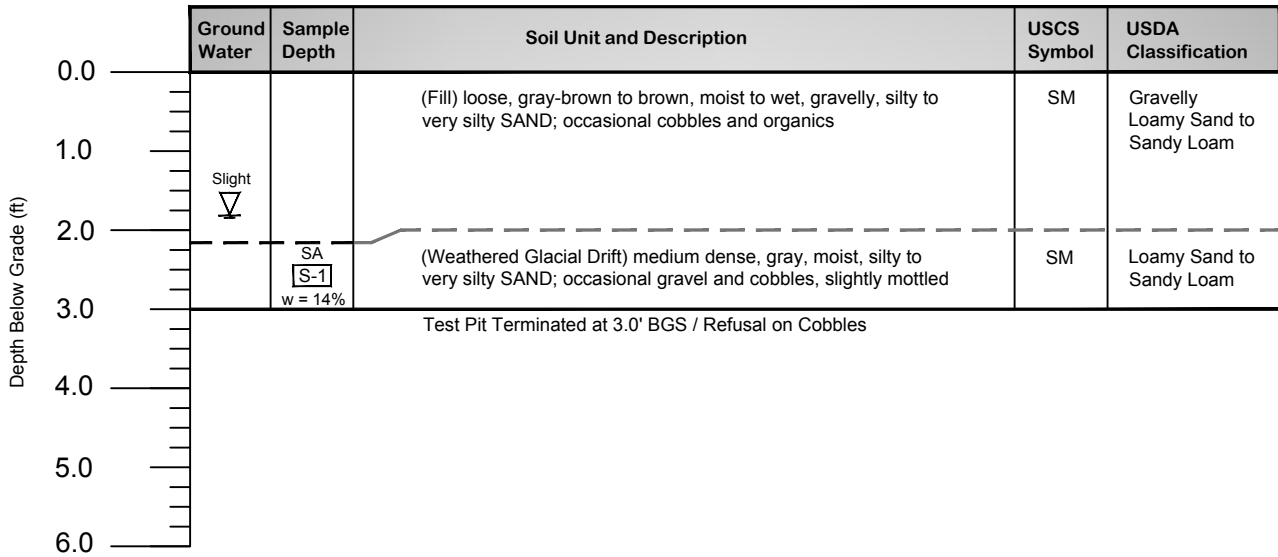 Ground Water
Sample Depth
Soil Unit and Description
USCS Symbol
USDA Classification
Depth Below Grade (ft)
0.0
1.0
2.0
3.0
4.0
5.0
6.0
Slight
(Fill) loose, gray-brown to brown, moist to wet, gravelly, silty to
very silty SAND; occasional cobbles and organics
SM
Gravelly
Loamy Sand to
Sandy Loam
SA
S-1
w = 14%
(Weathered Glacial Drift) medium dense, gray, moist, silty to
very silty SAND; occasional gravel and cobbles, slightly mottled
SM
Loamy Sand to
Sandy Loam
Test Pit Terminated at 3.0' BGS / Refusal on Cobbles